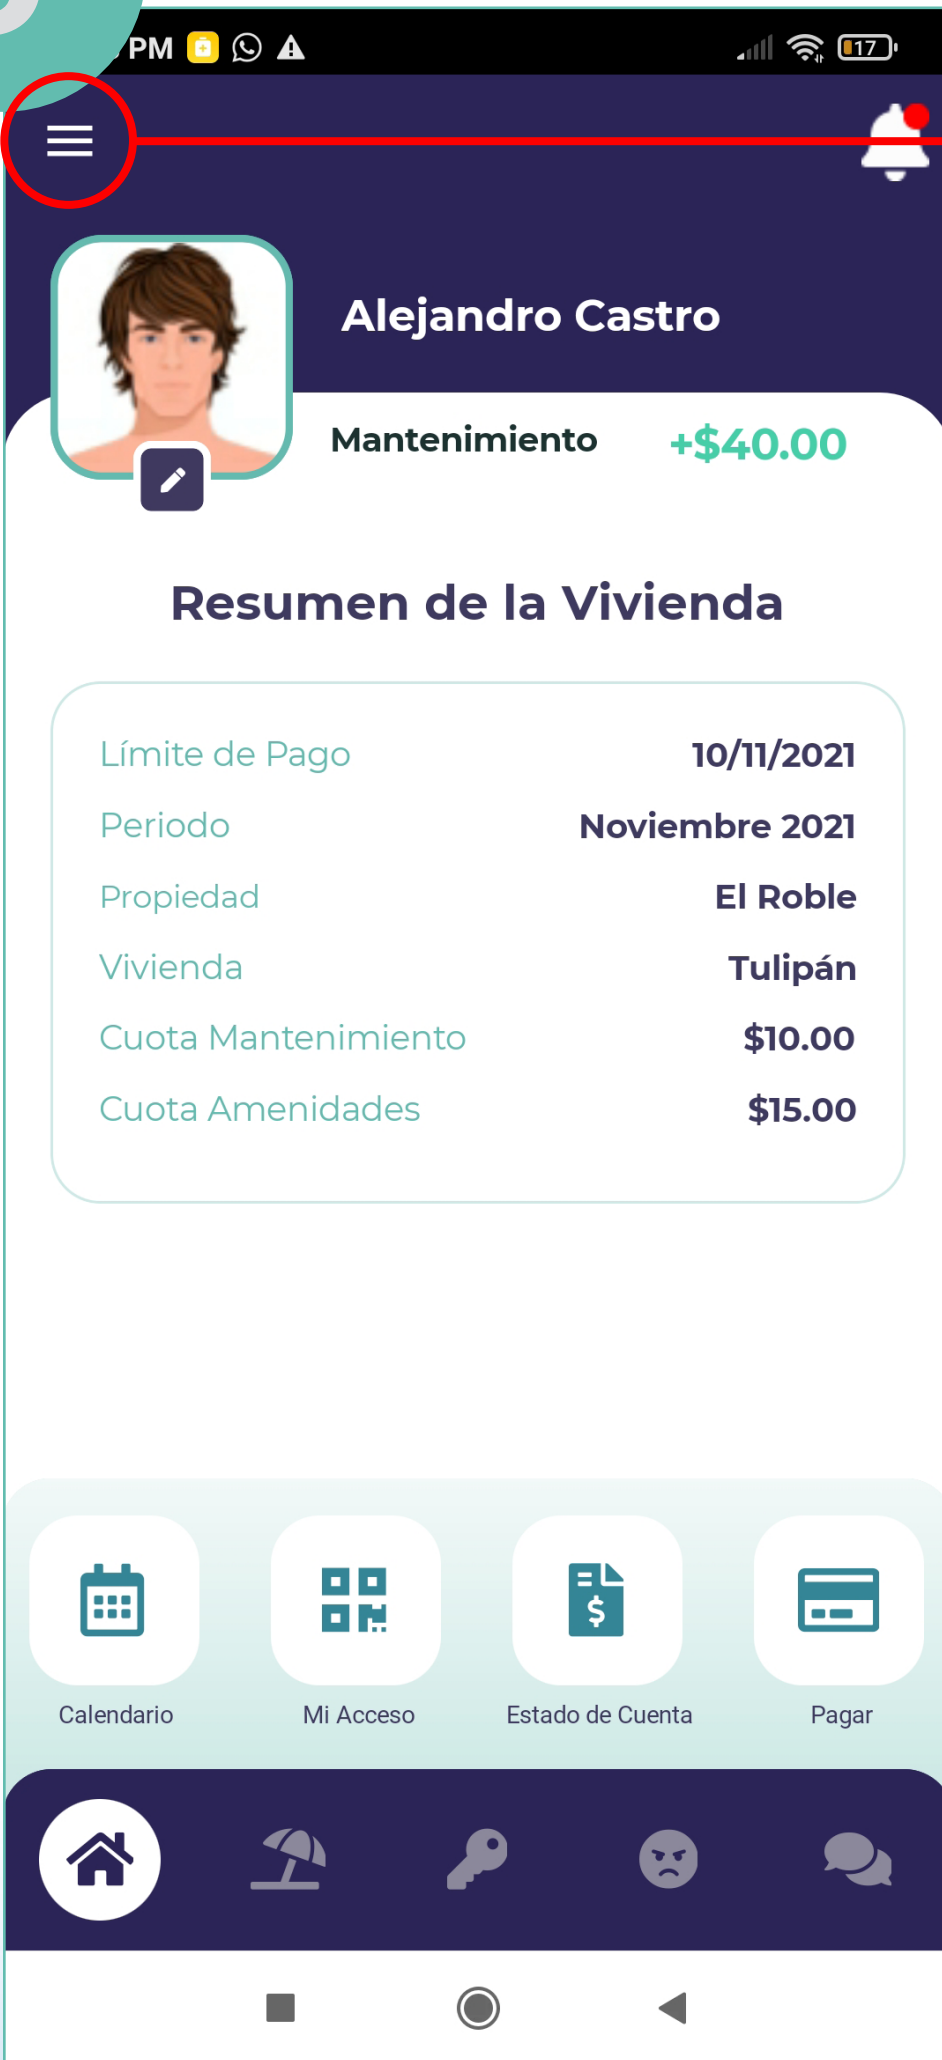 PM
17
Alejandro Castro
Mantenimiento +$40.00
Resumen de la Vivienda
Límite de Pago 10/11/2021
Periodo Noviembre 2021
Propiedad El Roble
Vivienda Tulipán
Cuota Mantenimiento $10.00
Cuota Amenidades $15.00
Calendario Mi Acceso Estado de Cuenta Pagar